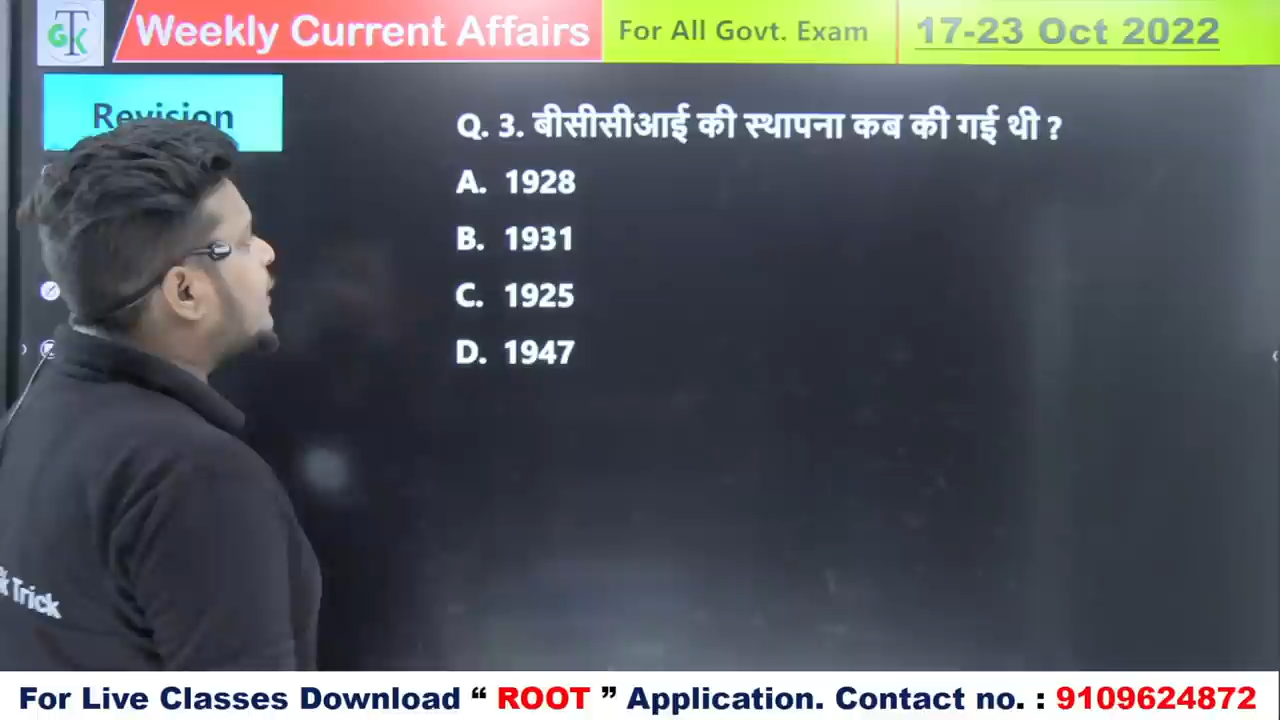 GTK
Weekly Current Affairs
For All Govt. Exam
17-23 Oct 2022
Revision
Q. 3. बीसीसीआई की स्थापना कब की गई थी ?
A. 1928
B. 1931
C. 1925
D. 1947
k Trick
For Live Classes Download “ ROOT ” Application. Contact no. : 9109624872